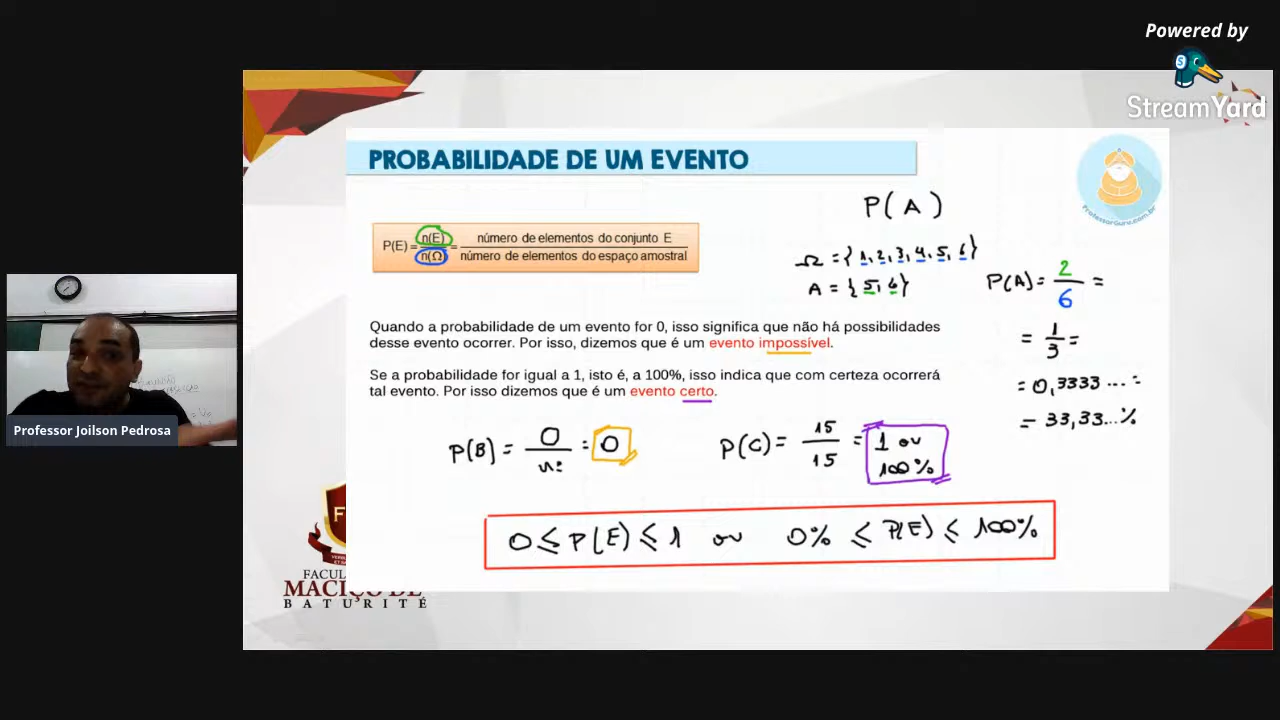 Powered by
StreamYard
PROBABILIDADE DE UM EVENTO
ProfessorGuru.com.br
P(A)
P(E) = n(E) / n(Ω) = número de elementos do conjunto E / número de elementos do espaço amostral
Ω = {1, 2, 3, 4, 5, 6}
A = {5, 6}
P(A) = 2/6 =
= 1/3 =
= 0,3333... =
= 33,33...%
Quando a probabilidade de um evento for 0, isso significa que não há possibilidades
desse evento ocorrer. Por isso, dizemos que é um evento impossível.
Se a probabilidade for igual a 1, isto é, a 100%, isso indica que com certeza ocorrerá
tal evento. Por isso dizemos que é um evento certo.
Professor Joilson Pedrosa
P(B) = 0 / = 0
P(C) = 15/15 = 1 ou
100%
0 ≤ P(E) ≤ 1 ou 0% ≤ P(E) ≤ 100%
MACIÇO DE
BATURITÉ